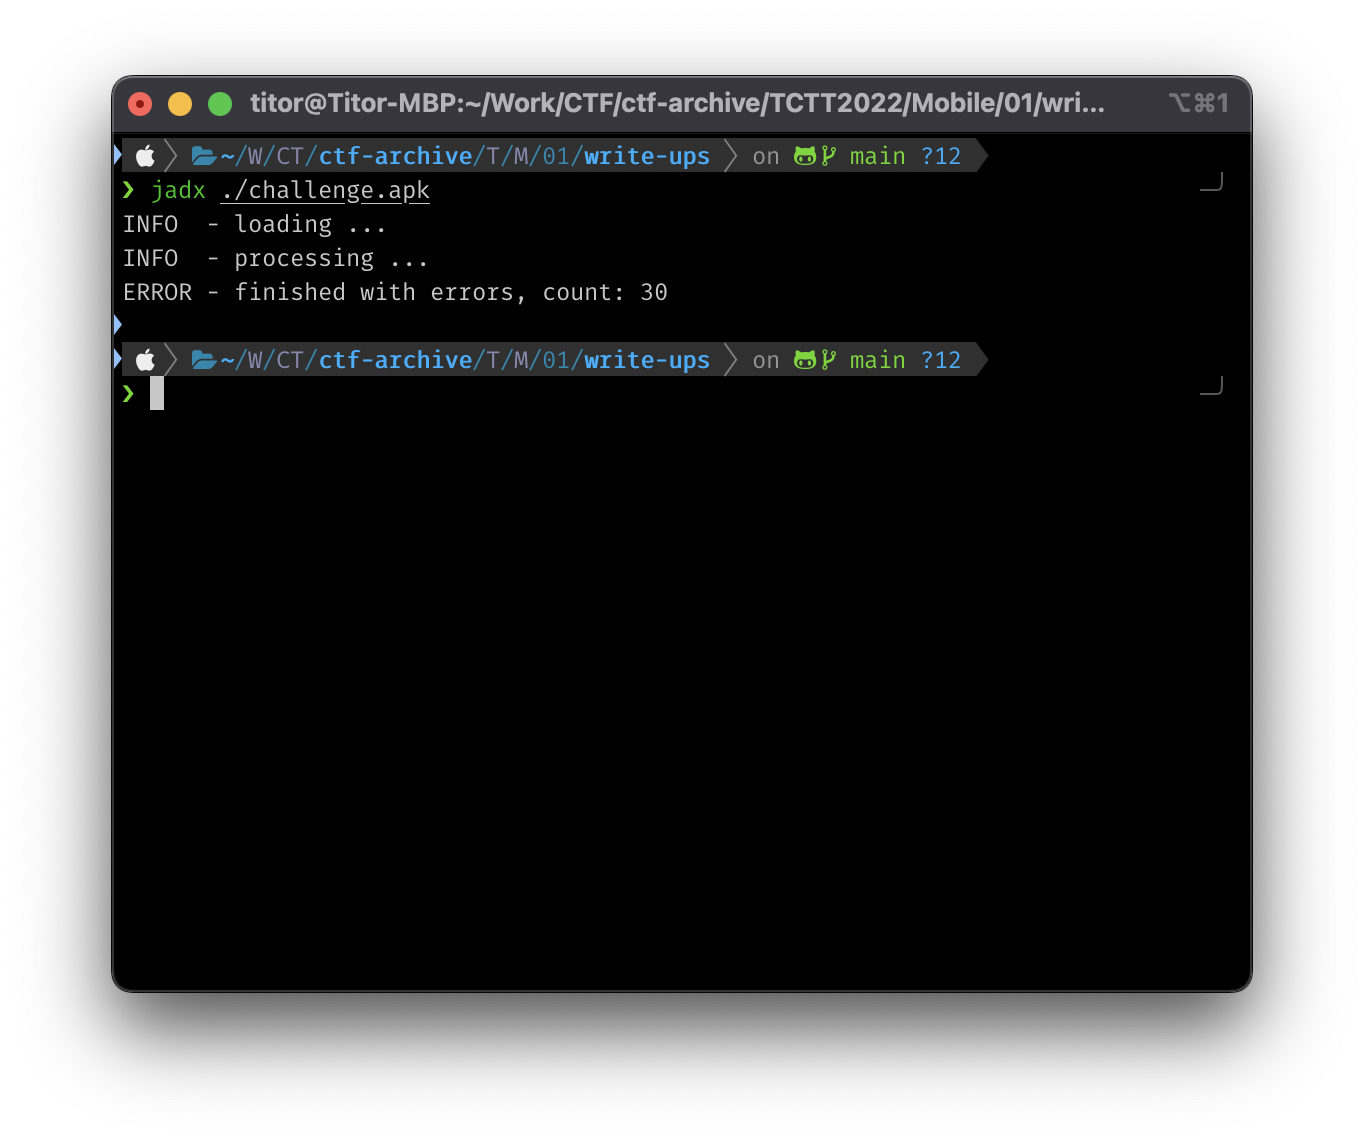 titor@Titor-MBP:~/Work/CTF/ctf-archive/TCTT2022/Mobile/01/wri... ⌥⌘1
~/W/CT/ctf-archive/T/M/01/write-ups on main ?12
❯ jadx ./challenge.apk
INFO  - loading ...
INFO  - processing ...
ERROR - finished with errors, count: 30
~/W/CT/ctf-archive/T/M/01/write-ups on main ?12
❯